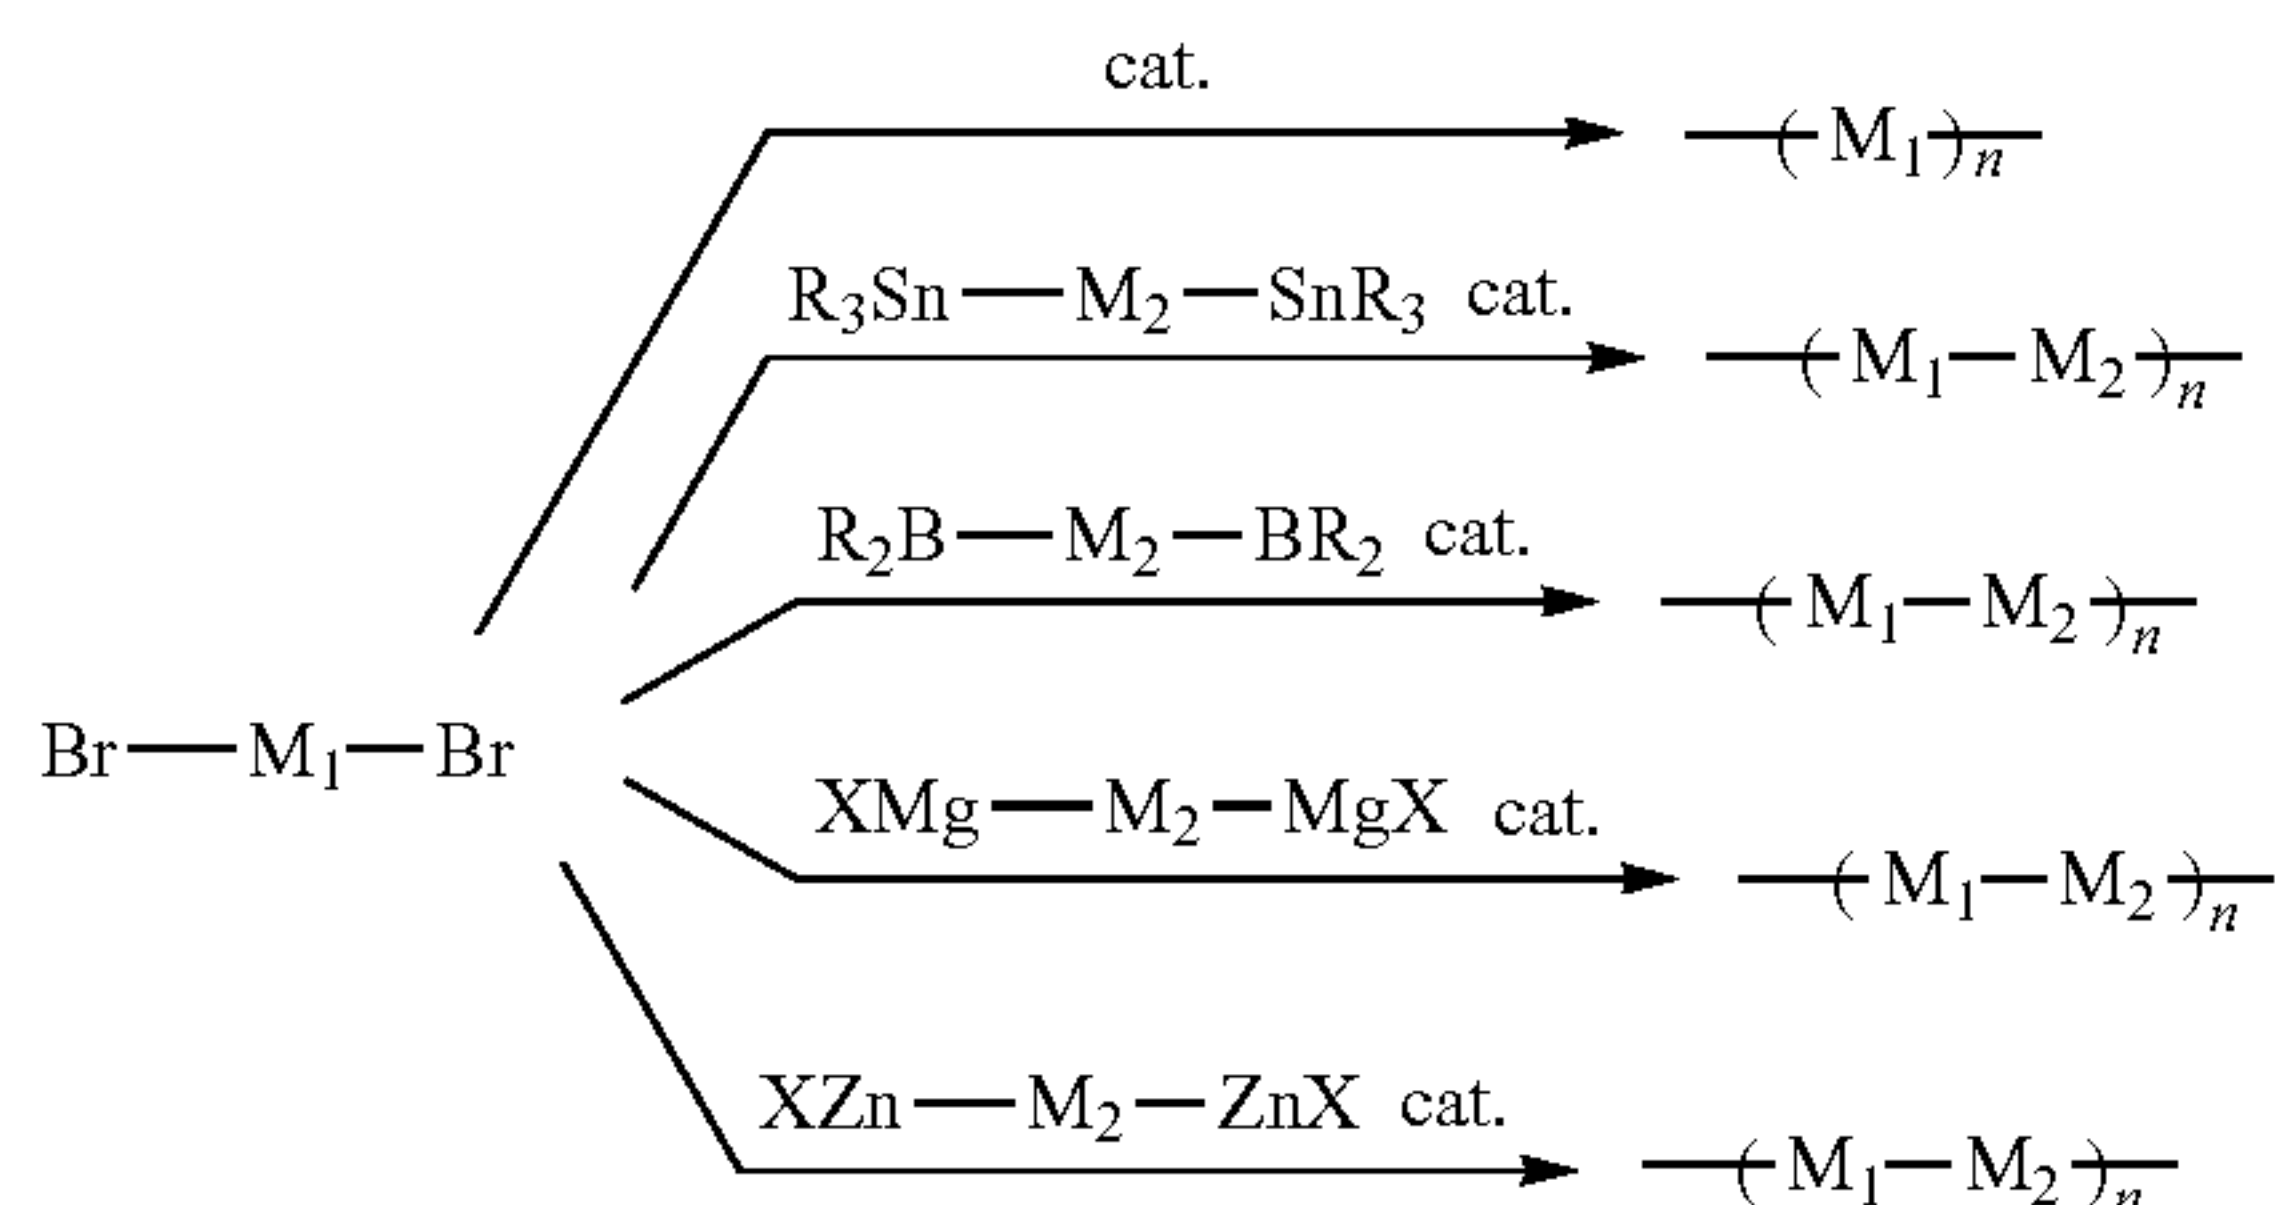 cat.
—( M₁ )ₙ—
R₃Sn—M₂—SnR₃ cat.
—( M₁—M₂ )ₙ—
R₂B—M₂—BR₂ cat.
—( M₁—M₂ )ₙ—
Br—M₁—Br
XMg—M₂—MgX cat.
—( M₁—M₂ )ₙ—
XZn—M₂—ZnX cat.
—( M₁—M₂ )ₙ—